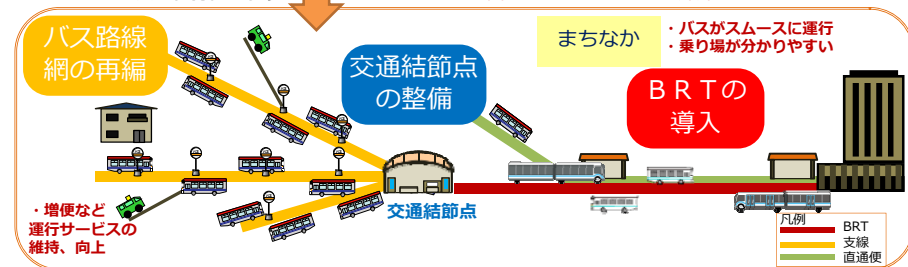 バス路線
網の再編
交通結節点
の整備
まちなか
・バスがスムースに運行
・乗り場が分かりやすい
ＢＲＴの
導入
・増便など
運行サービスの
維持、向上
交通結節点
凡例
BRT
支線
直通便